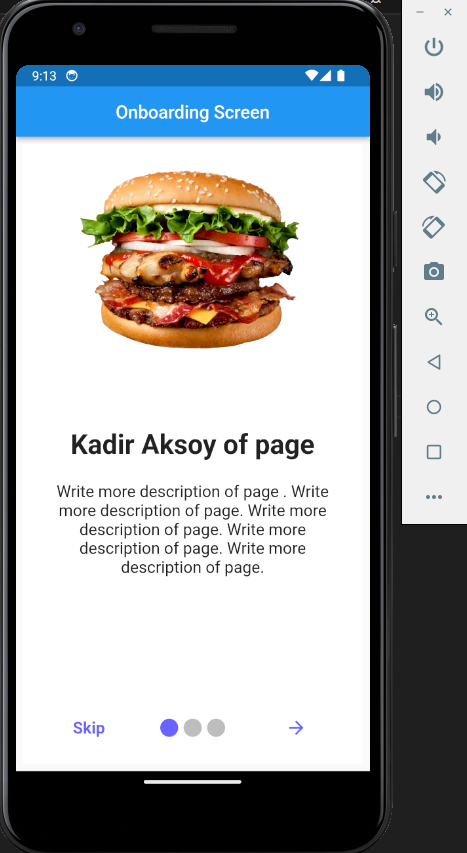 9:13
Onboarding Screen
Kadir Aksoy of page
Write more description of page . Write
more description of page. Write more
description of page. Write more
description of page. Write more
description of page.
Skip